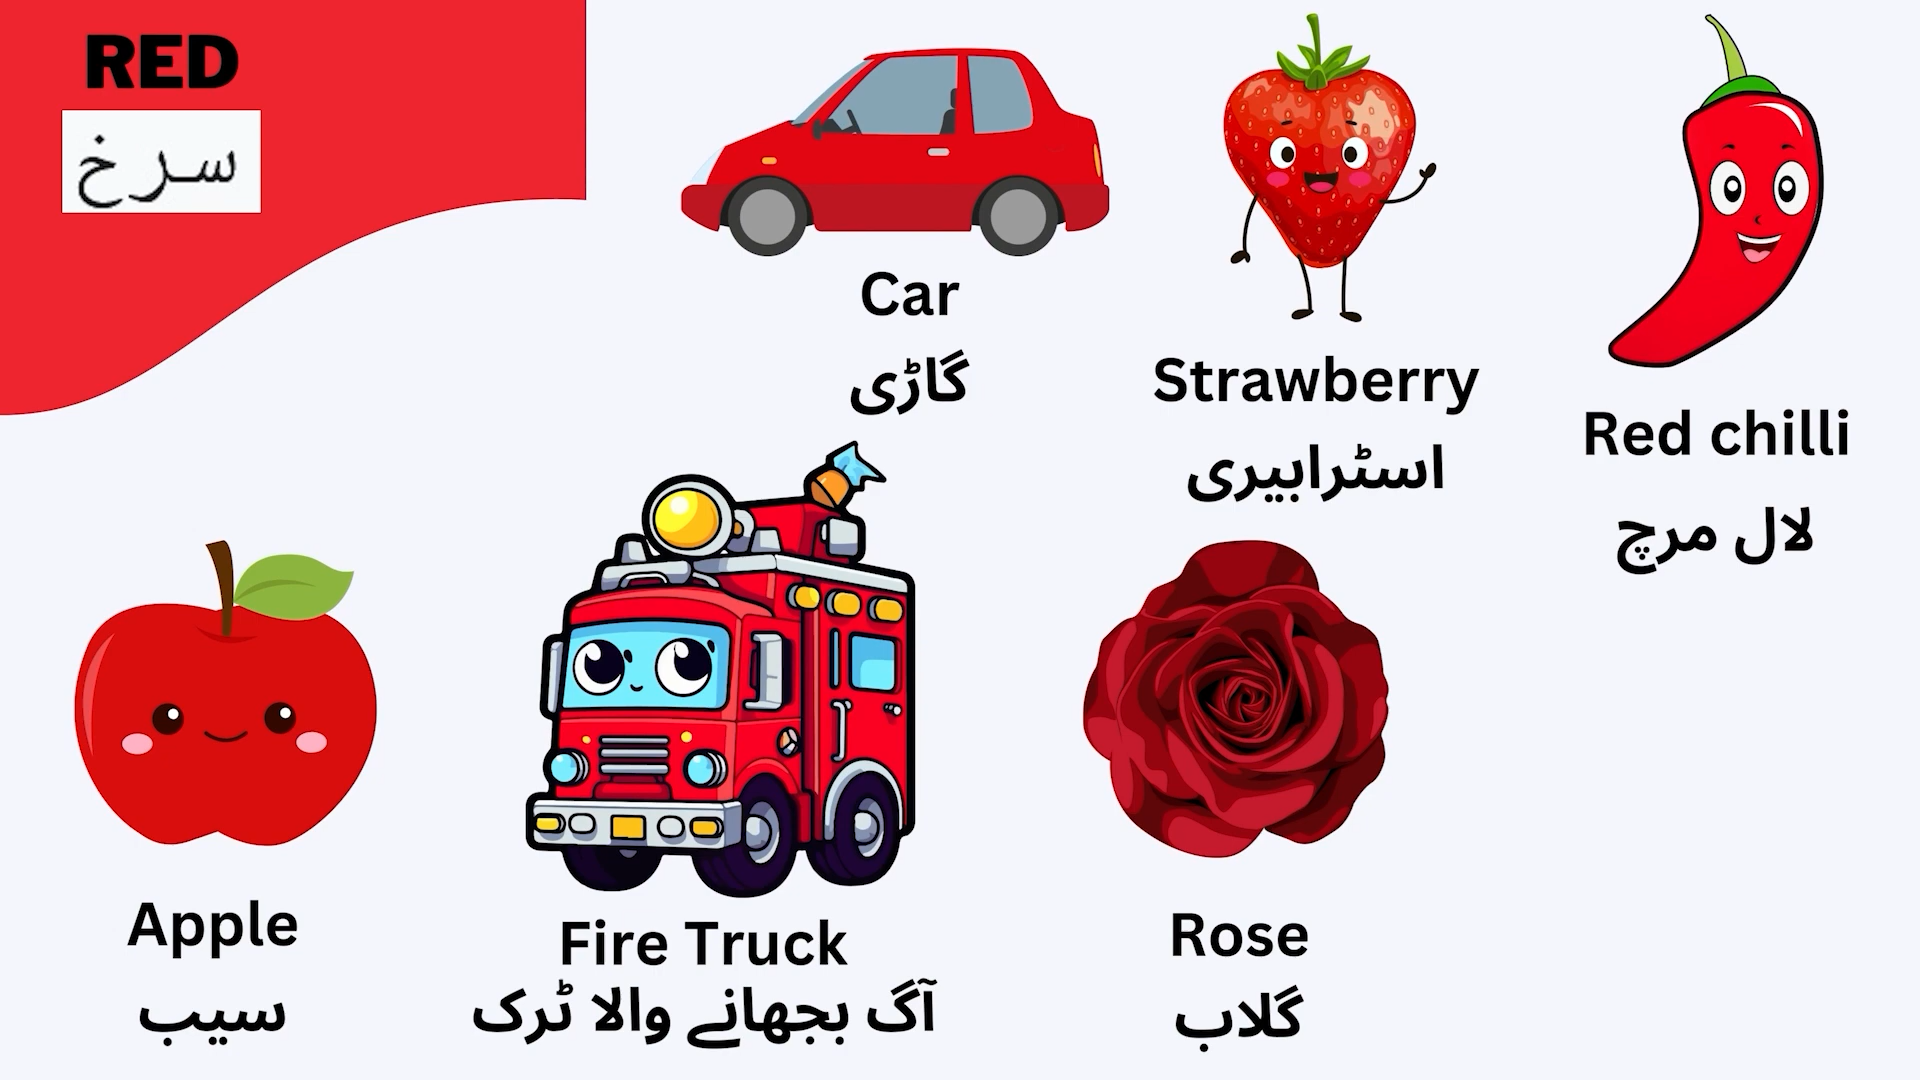 RED
سرخ
Car
گاڑی
Strawberry
اسٹرابیری
Red chilli
لال مرچ
Apple
سیب
Fire Truck
آگ بجھانے والا ٹرک
Rose
گلاب